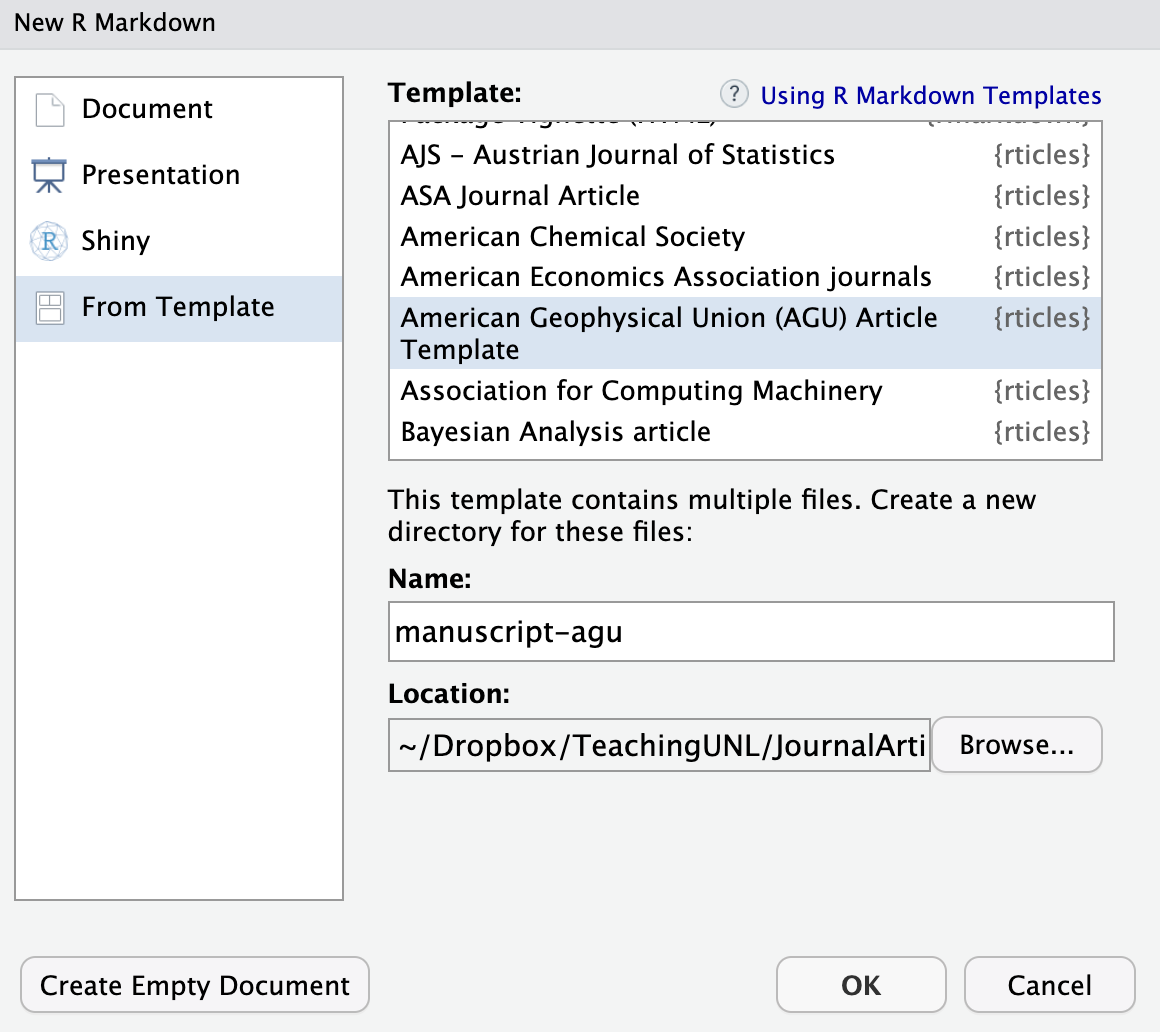 New R Markdown
Document
Presentation
Shiny
From Template
Template:
? Using R Markdown Templates
AJS – Austrian Journal of Statistics {rticles}
ASA Journal Article {rticles}
American Chemical Society {rticles}
American Economics Association journals {rticles}
American Geophysical Union (AGU) Article {rticles}
Template
Association for Computing Machinery {rticles}
Bayesian Analysis article {rticles}
This template contains multiple files. Create a new
directory for these files:
Name:
manuscript-agu
Location:
~/Dropbox/TeachingUNL/JournalArti
Browse...
Create Empty Document
OK
Cancel